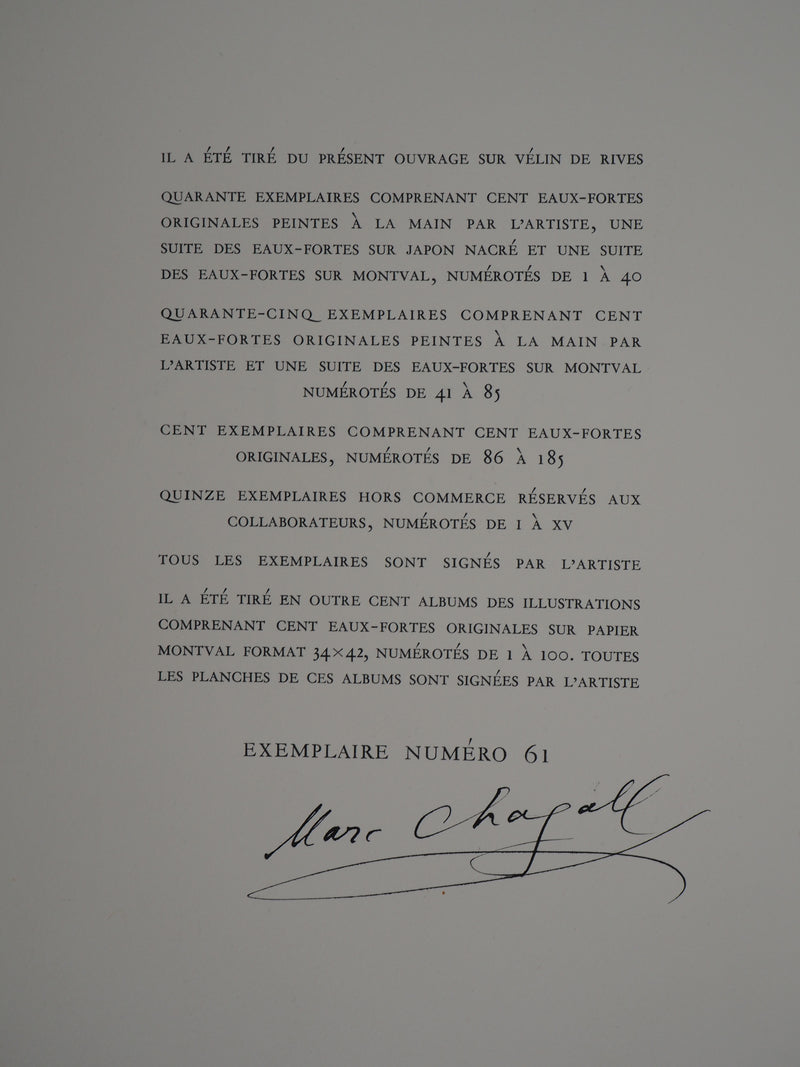 IL A ÉTÉ TIRÉ DU PRÉSENT OUVRAGE SUR VÉLIN DE RIVES
QUARANTE EXEMPLAIRES COMPRENANT CENT EAUX-FORTES
ORIGINALES PEINTES À LA MAIN PAR L'ARTISTE, UNE
SUITE DES EAUX-FORTES SUR JAPON NACRÉ ET UNE SUITE
DES EAUX-FORTES SUR MONTVAL, NUMÉROTÉS DE 1 À 40
QUARANTE-CINQ EXEMPLAIRES COMPRENANT CENT
EAUX-FORTES ORIGINALES PEINTES À LA MAIN PAR
L'ARTISTE ET UNE SUITE DES EAUX-FORTES SUR MONTVAL
NUMÉROTÉS DE 41 À 85
CENT EXEMPLAIRES COMPRENANT CENT EAUX-FORTES
ORIGINALES, NUMÉROTÉS DE 86 À 185
QUINZE EXEMPLAIRES HORS COMMERCE RÉSERVÉS AUX
COLLABORATEURS, NUMÉROTÉS DE I À XV
TOUS LES EXEMPLAIRES SONT SIGNÉS PAR L'ARTISTE
IL A ÉTÉ TIRÉ EN OUTRE CENT ALBUMS DES ILLUSTRATIONS
COMPRENANT CENT EAUX-FORTES ORIGINALES SUR PAPIER
MONTVAL FORMAT 34×42, NUMÉROTÉS DE 1 À 100. TOUTES
LES PLANCHES DE CES ALBUMS SONT SIGNÉES PAR L'ARTISTE
EXEMPLAIRE NUMÉRO 61
Marc Chagall